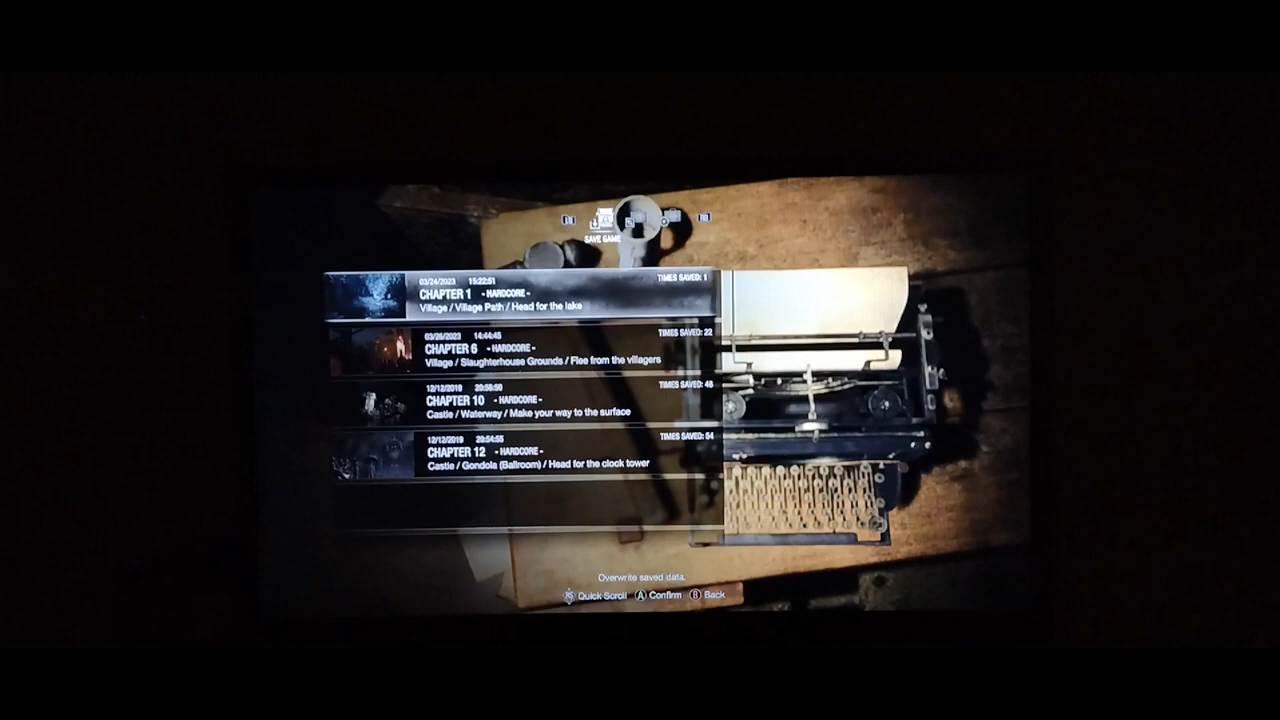 LB
RB
SAVE GAME
03/24/2023 15:22:51 TIMES SAVED: 1
CHAPTER 1 - HARDCORE -
Village / Village Path / Head for the lake
03/26/2023 14:44:45 TIMES SAVED: 22
CHAPTER 6 - HARDCORE -
Village / Slaughterhouse Grounds / Flee from the villagers
12/12/2019 20:58:50 TIMES SAVED: 48
CHAPTER 10 - HARDCORE -
Castle / Waterway / Make your way to the surface
12/12/2019 20:54:55 TIMES SAVED: 54
CHAPTER 12 - HARDCORE -
Castle / Gondola (Ballroom) / Head for the clock tower
Overwrite saved data.
RS Quick Scroll A Confirm B Back